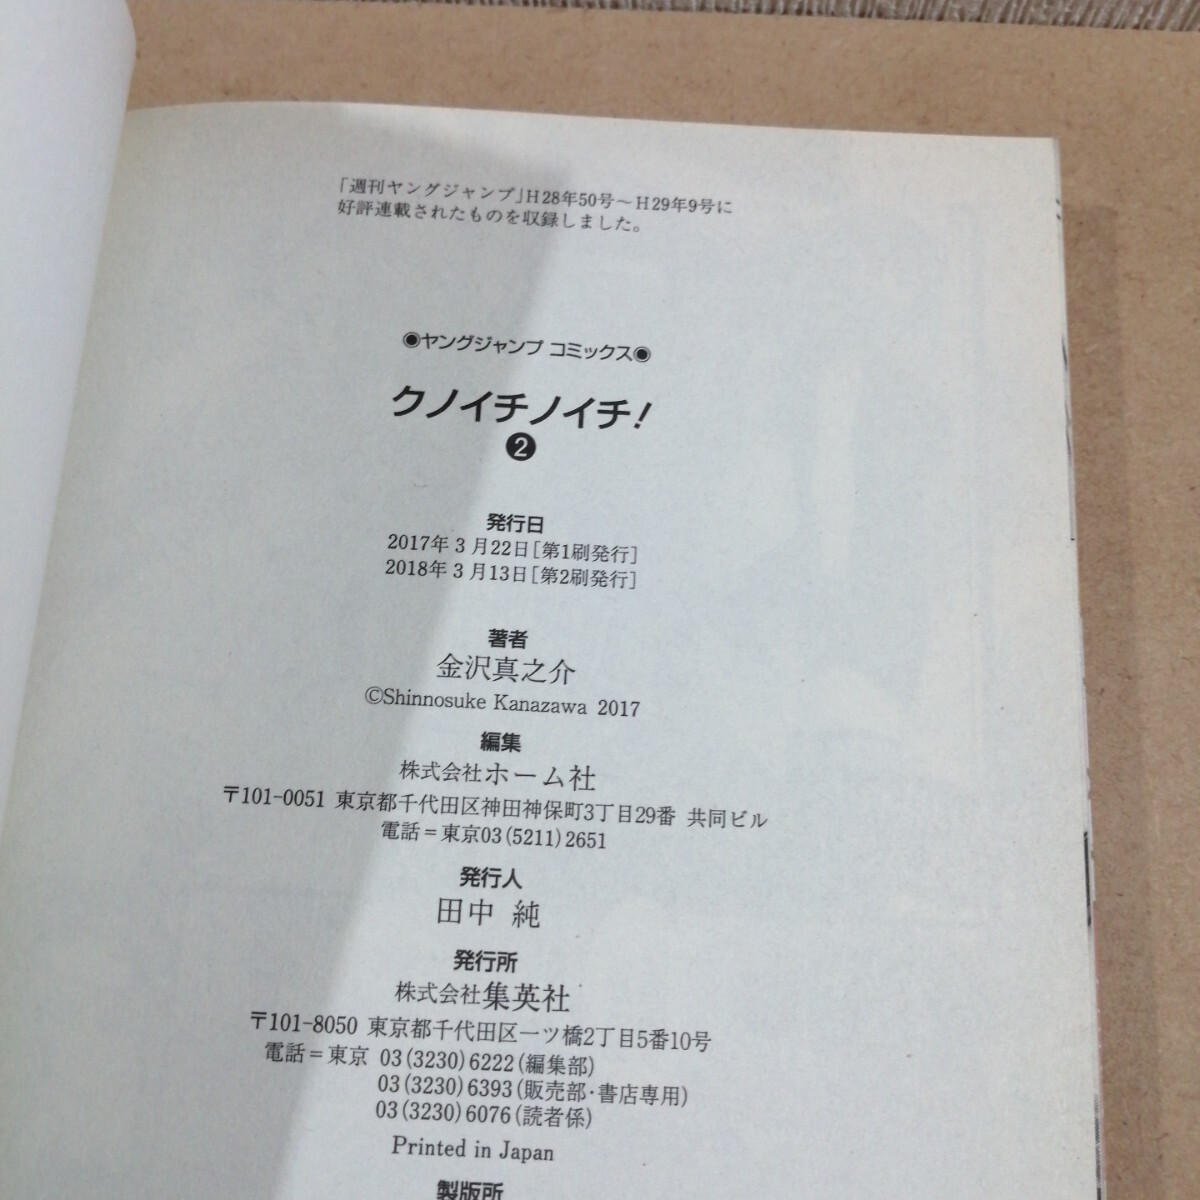 「週刊ヤングジャンプ」H28年50号〜H29年9号に
好評連載されたものを収録しました。
◉ヤングジャンプ コミックス◉
クノイチノイチ!
❷
発行日
2017年3月22日[第1刷発行]
2018年3月13日[第2刷発行]
著者
金沢真之介
©Shinnosuke Kanazawa 2017
編集
株式会社ホーム社
〒101-0051 東京都千代田区神田神保町3丁目29番 共同ビル
電話=東京03(5211)2651
発行人
田中 純
発行所
株式会社集英社
〒101-8050 東京都千代田区一ツ橋2丁目5番10号
電話=東京 03(3230)6222(編集部)
03(3230)6393(販売部・書店専用)
03(3230)6076(読者係)
Printed in Japan
製版所